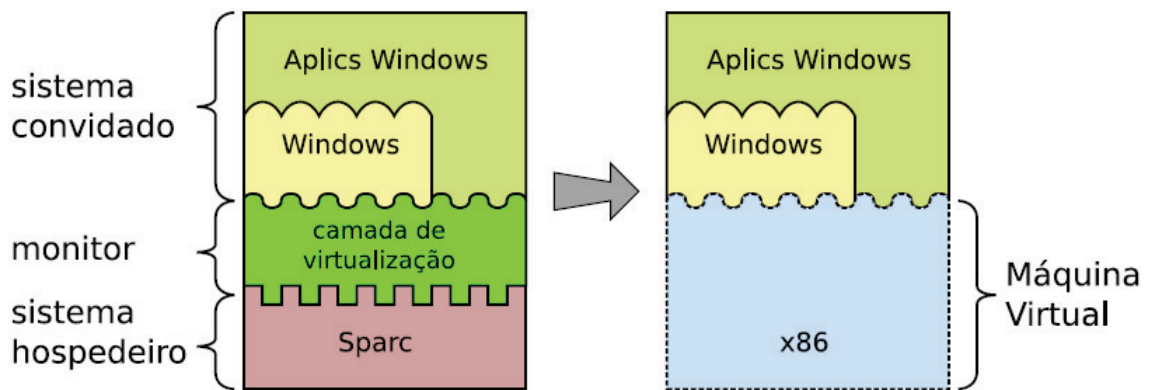 sistema
convidado
Aplics Windows
Windows
monitor
camada de
virtualização
sistema
hospedeiro
Sparc
Aplics Windows
Windows
x86
Máquina
Virtual